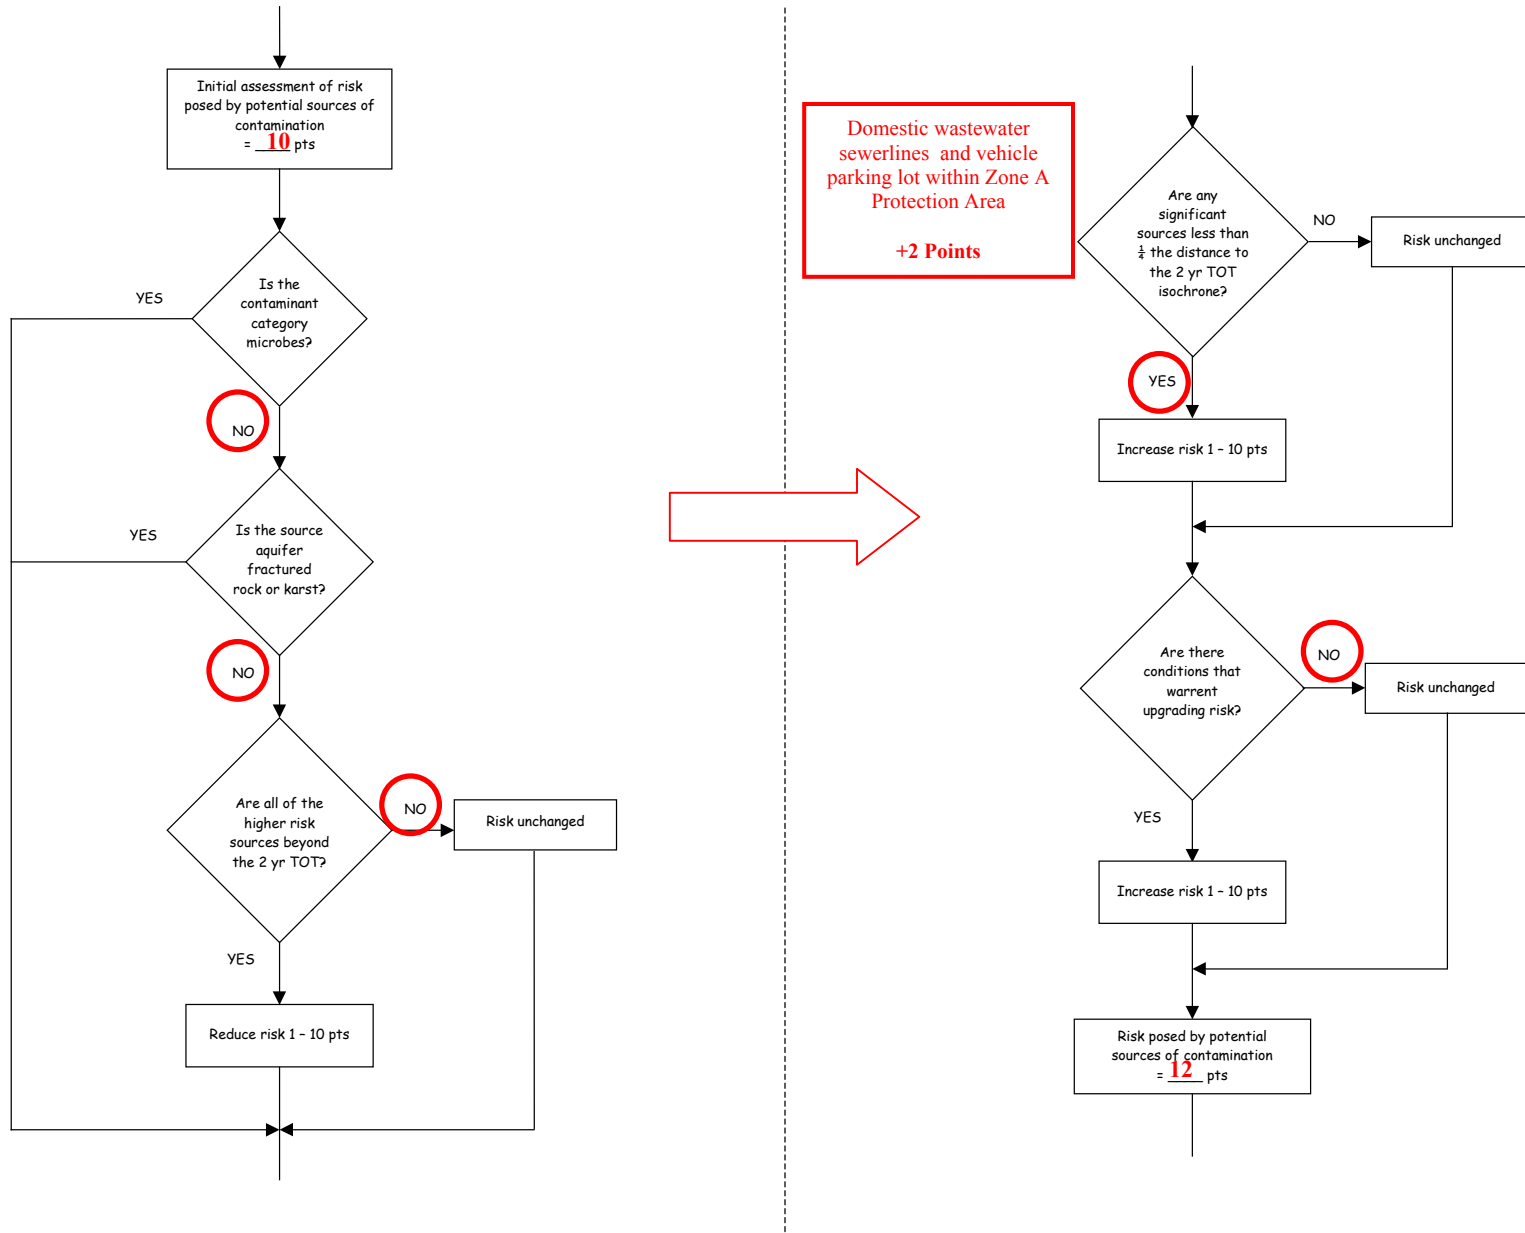 Initial assessment of risk
posed by potential sources of
contamination
= 10 pts
Is the
contaminant
category
microbes?
YES
NO
Is the source
aquifer
fractured
rock or karst?
YES
NO
Are all of the
higher risk
sources beyond
the 2 yr TOT?
NO
Risk unchanged
YES
Reduce risk 1 – 10 pts
Domestic wastewater
sewerlines and vehicle
parking lot within Zone A
Protection Area
+2 Points
Are any
significant
sources less than
¼ the distance to
the 2 yr TOT
isochrone?
NO
Risk unchanged
YES
Increase risk 1 – 10 pts
Are there
conditions that
warrent
upgrading risk?
NO
Risk unchanged
YES
Increase risk 1 – 10 pts
Risk posed by potential
sources of contamination
= 12 pts